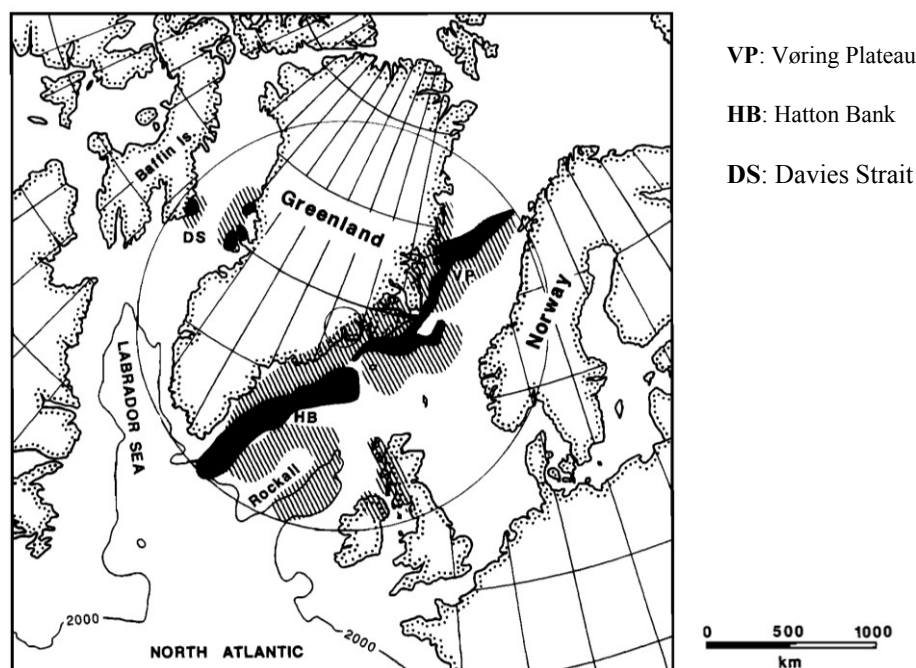 Baffin Is.
DS
Greenland
VP
Norway
LABRADOR SEA
HB
Rockall
2000
2000
NORTH ATLANTIC
VP: Vøring Plateau
HB: Hatton Bank
DS: Davies Strait
0 500 1000
km